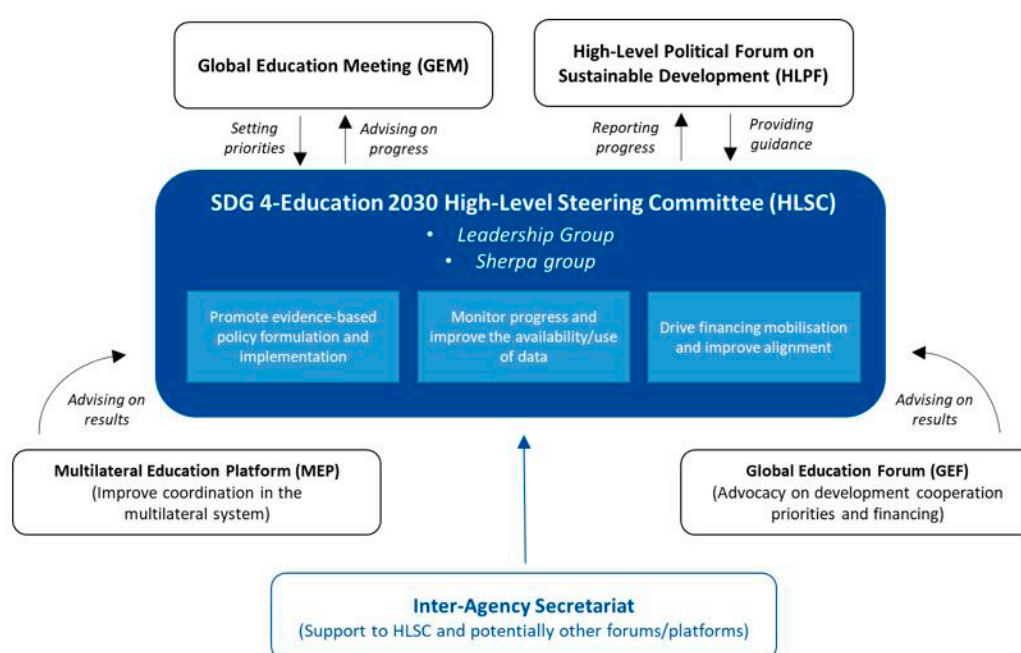 Global Education Meeting (GEM)
High-Level Political Forum on
Sustainable Development (HLPF)
Setting
priorities
Advising on
progress
Reporting
progress
Providing
guidance
SDG 4-Education 2030 High-Level Steering Committee (HLSC)
• Leadership Group
• Sherpa group
Promote evidence-based
policy formulation and
implementation
Monitor progress and
improve the availability/use
of data
Drive financing mobilisation
and improve alignment
Advising on
results
Advising on
results
Multilateral Education Platform (MEP)
(Improve coordination in the
multilateral system)
Global Education Forum (GEF)
(Advocacy on development cooperation
priorities and financing)
Inter-Agency Secretariat
(Support to HLSC and potentially other forums/platforms)